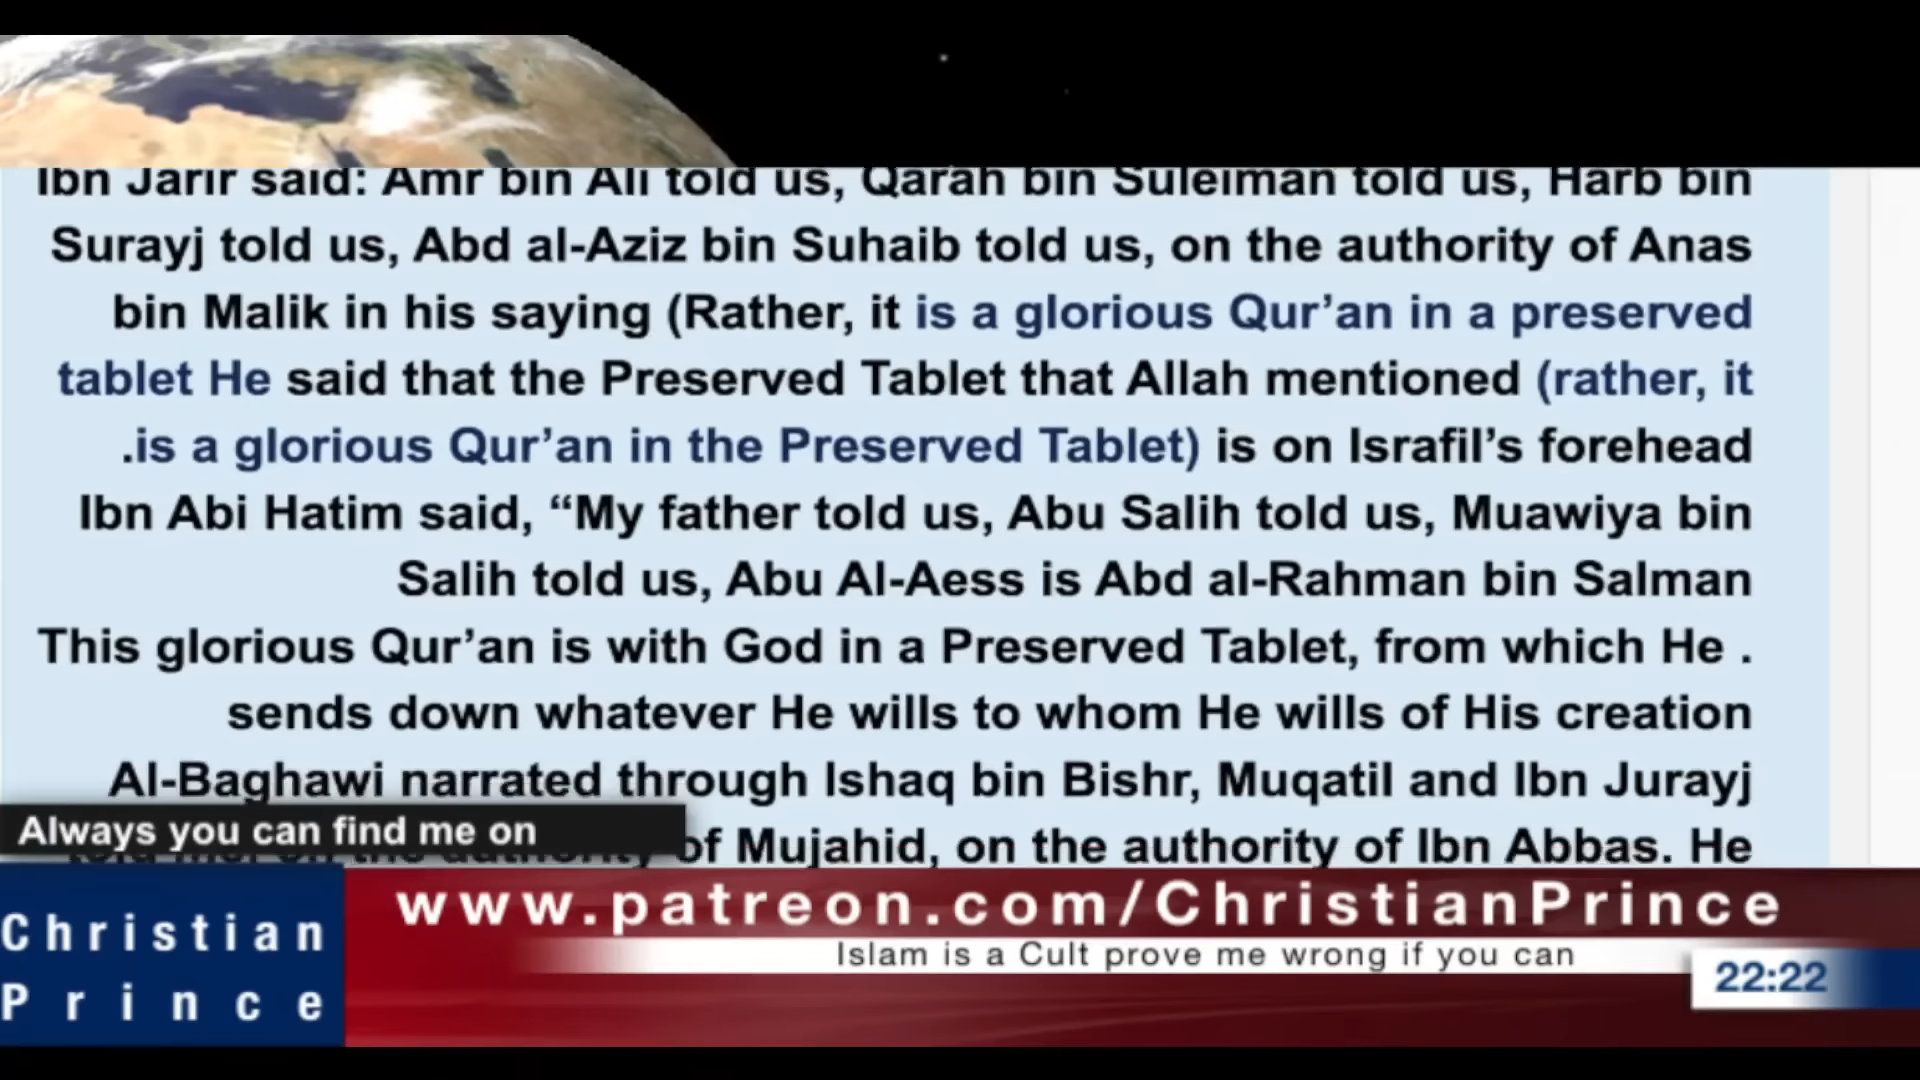 Ibn Jarir said: Amr bin Ali told us, Qarah bin Suleiman told us, Harb bin
Surayj told us, Abd al-Aziz bin Suhaib told us, on the authority of Anas
bin Malik in his saying (Rather, it is a glorious Qur’an in a preserved
tablet He said that the Preserved Tablet that Allah mentioned (rather, it
.is a glorious Qur’an in the Preserved Tablet) is on Israfil’s forehead
Ibn Abi Hatim said, “My father told us, Abu Salih told us, Muawiya bin
Salih told us, Abu Al-Aess is Abd al-Rahman bin Salman
This glorious Qur’an is with God in a Preserved Tablet, from which He .
sends down whatever He wills to whom He wills of His creation
Al-Baghawi narrated through Ishaq bin Bishr, Muqatil and Ibn Jurayj
of Mujahid, on the authority of Ibn Abbas. He
Always you can find me on
Christian
Prince
www.patreon.com/ChristianPrince
Islam is a Cult prove me wrong if you can
22:22